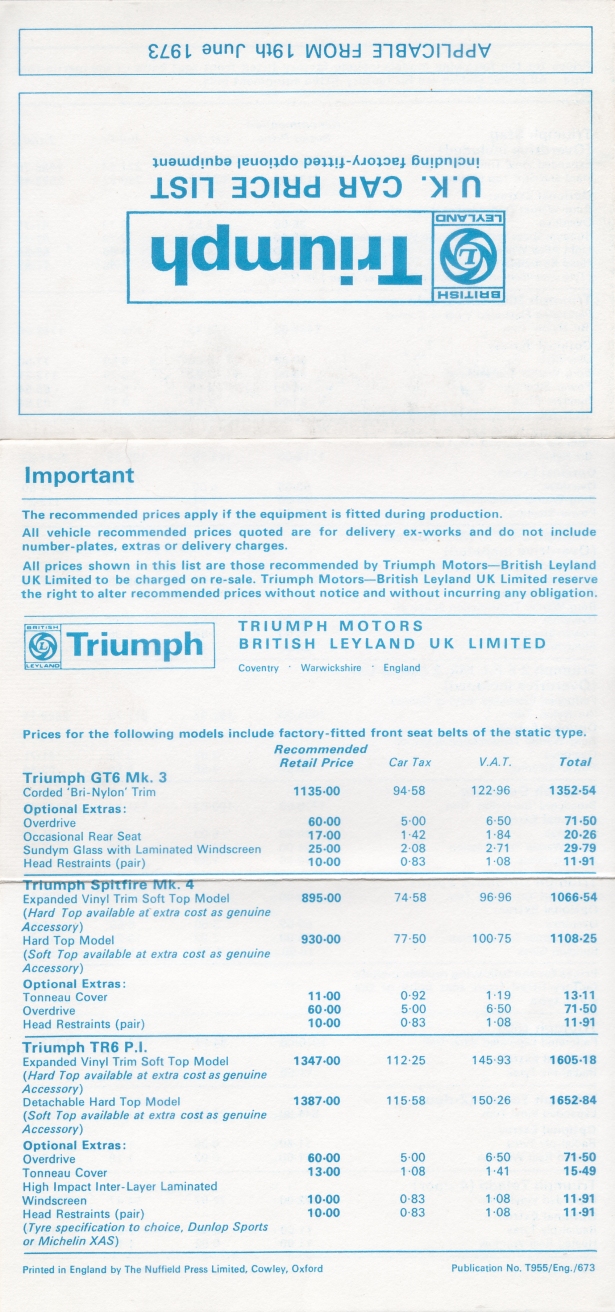 APPLICABLE FROM 19th June 1973
BRITISH
L
LEYLAND
Triumph
U.K. CAR PRICE LIST
including factory-fitted optional equipment
Important
The recommended prices apply if the equipment is fitted during production.
All vehicle recommended prices quoted are for delivery ex-works and do not include
number-plates, extras or delivery charges.
All prices shown in this list are those recommended by Triumph Motors—British Leyland
UK Limited to be charged on re-sale. Triumph Motors—British Leyland UK Limited reserve
the right to alter recommended prices without notice and without incurring any obligation.
BRITISH
L
LEYLAND
Triumph
TRIUMPH MOTORS
BRITISH LEYLAND UK LIMITED
Coventry · Warwickshire · England
Prices for the following models include factory-fitted front seat belts of the static type.
Recommended
Retail Price Car Tax V.A.T. Total
Triumph GT6 Mk. 3
Corded 'Bri-Nylon' Trim 1135·00 94·58 122·96 1352·54
Optional Extras:
Overdrive 60·00 5·00 6·50 71·50
Occasional Rear Seat 17·00 1·42 1·84 20·26
Sundym Glass with Laminated Windscreen 25·00 2·08 2·71 29·79
Head Restraints (pair) 10·00 0·83 1·08 11·91
Triumph Spitfire Mk. 4
Expanded Vinyl Trim Soft Top Model 895·00 74·58 96·96 1066·54
(Hard Top available at extra cost as genuine
Accessory)
Hard Top Model 930·00 77·50 100·75 1108·25
(Soft Top available at extra cost as genuine
Accessory)
Optional Extras:
Tonneau Cover 11·00 0·92 1·19 13·11
Overdrive 60·00 5·00 6·50 71·50
Head Restraints (pair) 10·00 0·83 1·08 11·91
Triumph TR6 P.I.
Expanded Vinyl Trim Soft Top Model 1347·00 112·25 145·93 1605·18
(Hard Top available at extra cost as genuine
Accessory)
Detachable Hard Top Model 1387·00 115·58 150·26 1652·84
(Soft Top available at extra cost as genuine
Accessory)
Optional Extras:
Overdrive 60·00 5·00 6·50 71·50
Tonneau Cover 13·00 1·08 1·41 15·49
High Impact Inter-Layer Laminated
Windscreen 10·00 0·83 1·08 11·91
Head Restraints (pair) 10·00 0·83 1·08 11·91
(Tyre specification to choice, Dunlop Sports
or Michelin XAS)
Printed in England by The Nuffield Press Limited, Cowley, Oxford Publication No. T955/Eng./673